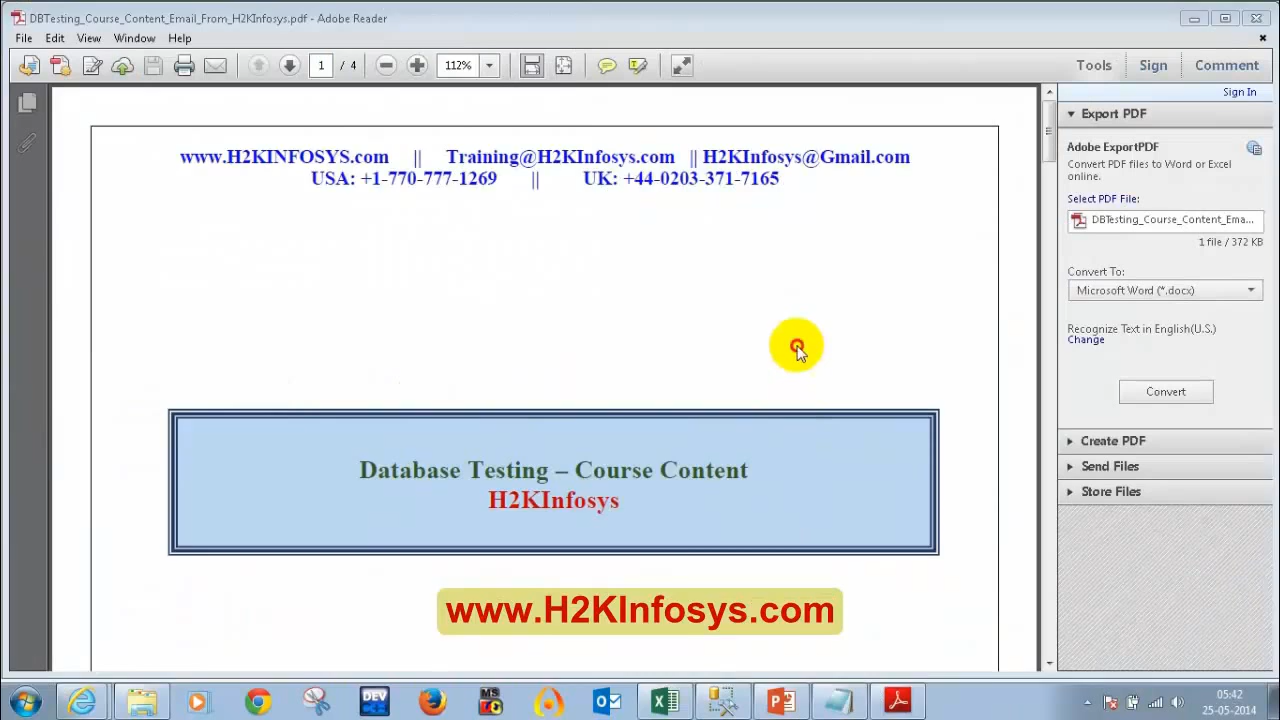 DBTesting_Course_Content_Email_From_H2KInfosys.pdf - Adobe Reader
File Edit View Window Help
1 / 4 112% Tools Sign Comment
Sign In
Export PDF
Adobe ExportPDF
Convert PDF files to Word or Excel
online.
Select PDF File:
DBTesting_Course_Content_Ema...
1 file / 372 KB
Convert To:
Microsoft Word (*.docx)
Recognize Text in English(U.S.)
Change
Convert
Create PDF
Send Files
Store Files
www.H2KINFOSYS.com || Training@H2KInfosys.com || H2KInfosys@Gmail.com
USA: +1-770-777-1269 || UK: +44-0203-371-7165
Database Testing – Course Content
H2KInfosys
www.H2KInfosys.com
DEV
MS
05:42
25-05-2014